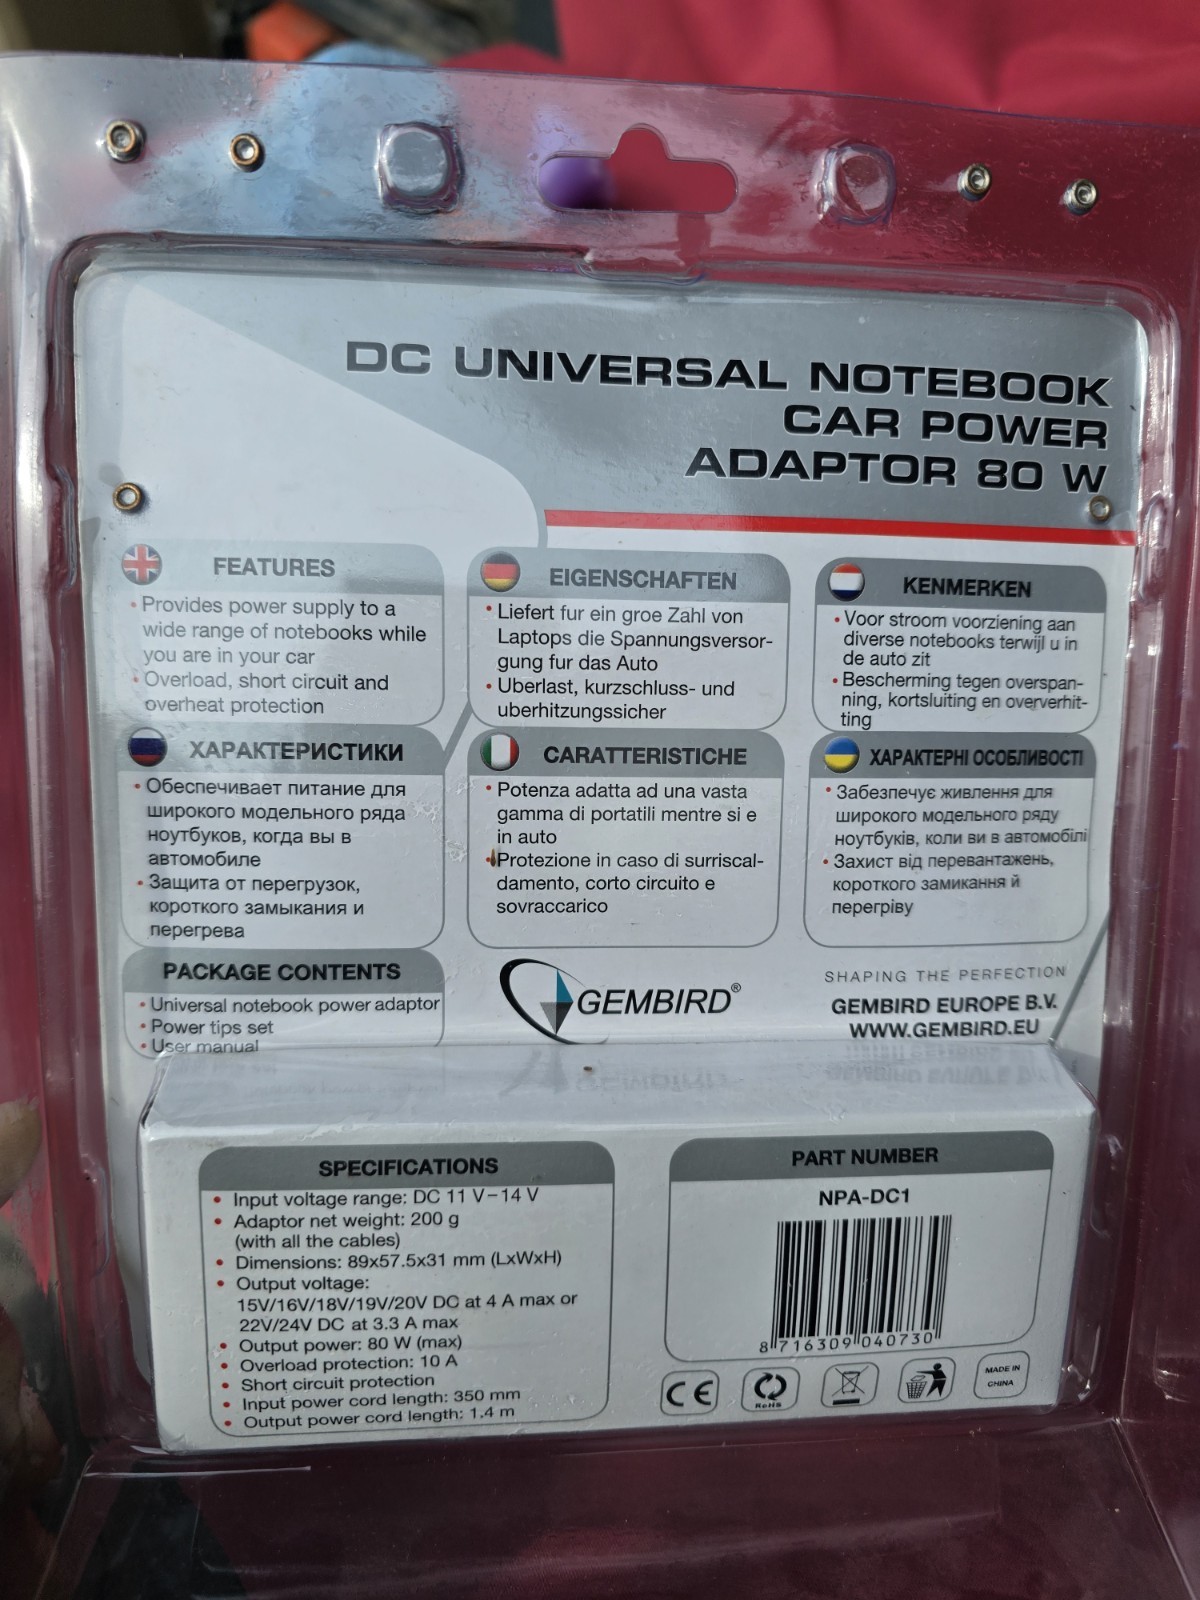 DC UNIVERSAL NOTEBOOK
CAR POWER
ADAPTOR 80 W
FEATURES
• Provides power supply to a
wide range of notebooks while
you are in your car
• Overload, short circuit and
overheat protection
EIGENSCHAFTEN
• Liefert fur ein groe Zahl von
Laptops die Spannungsversor-
gung fur das Auto
• Uberlast, kurzschluss- und
uberhitzungssicher
KENMERKEN
• Voor stroom voorziening aan
diverse notebooks terwijl u in
de auto zit
• Bescherming tegen overspan-
ning, kortsluiting en oververhit-
ting
ХАРАКТЕРИСТИКИ
• Обеспечивает питание для
широкого модельного ряда
ноутбуков, когда вы в
автомобиле
• Защита от перегрузок,
короткого замыкания и
перегрева
CARATTERISTICHE
• Potenza adatta ad una vasta
gamma di portatili mentre si e
in auto
• Protezione in caso di surriscal-
damento, corto circuito e
sovraccarico
ХАРАКТЕРНІ ОСОБЛИВОСТІ
• Забезпечує живлення для
широкого модельного ряду
ноутбуків, коли ви в автомобілі
• Захист від перевантажень,
короткого замикання й
перегріву
PACKAGE CONTENTS
• Universal notebook power adaptor
• Power tips set
• User manual
GEMBIRD®
SHAPING THE PERFECTION
GEMBIRD EUROPE B.V.
WWW.GEMBIRD.EU
SPECIFICATIONS
• Input voltage range: DC 11 V–14 V
• Adaptor net weight: 200 g
(with all the cables)
• Dimensions: 89x57.5x31 mm (LxWxH)
• Output voltage:
15V/16V/18V/19V/20V DC at 4 A max or
22V/24V DC at 3.3 A max
• Output power: 80 W (max)
• Overload protection: 10 A
• Short circuit protection
• Input power cord length: 350 mm
• Output power cord length: 1.4 m
PART NUMBER
NPA-DC1
8 716309 040730
CE
RoHS
MADE IN
CHINA